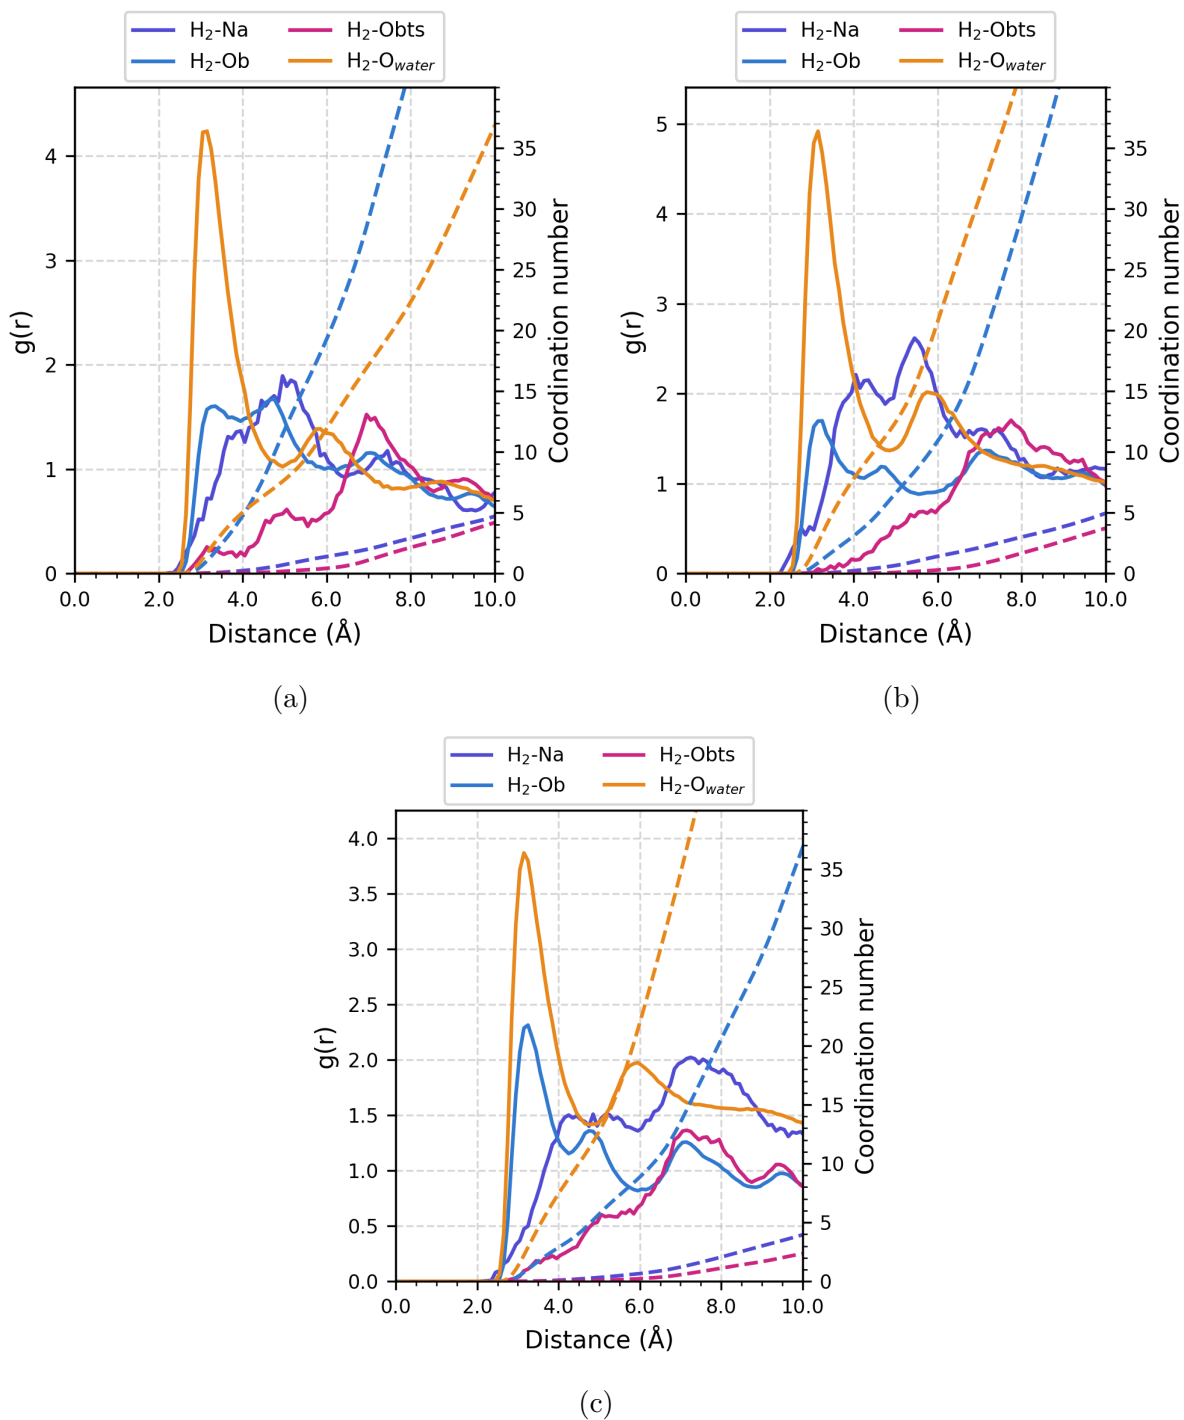 H₂-Na H₂-Obts
H₂-Ob H₂-Owater
g(r)
4
3
2
1
0
35
30
25
20
15
10
5
0
Coordination number
0.0 2.0 4.0 6.0 8.0 10.0
Distance (Å)
(a)
H₂-Na H₂-Obts
H₂-Ob H₂-Owater
g(r)
5
4
3
2
1
0
35
30
25
20
15
10
5
0
Coordination number
0.0 2.0 4.0 6.0 8.0 10.0
Distance (Å)
(b)
H₂-Na H₂-Obts
H₂-Ob H₂-Owater
g(r)
4.0
3.5
3.0
2.5
2.0
1.5
1.0
0.5
0.0
35
30
25
20
15
10
5
0
Coordination number
0.0 2.0 4.0 6.0 8.0 10.0
Distance (Å)
(c)